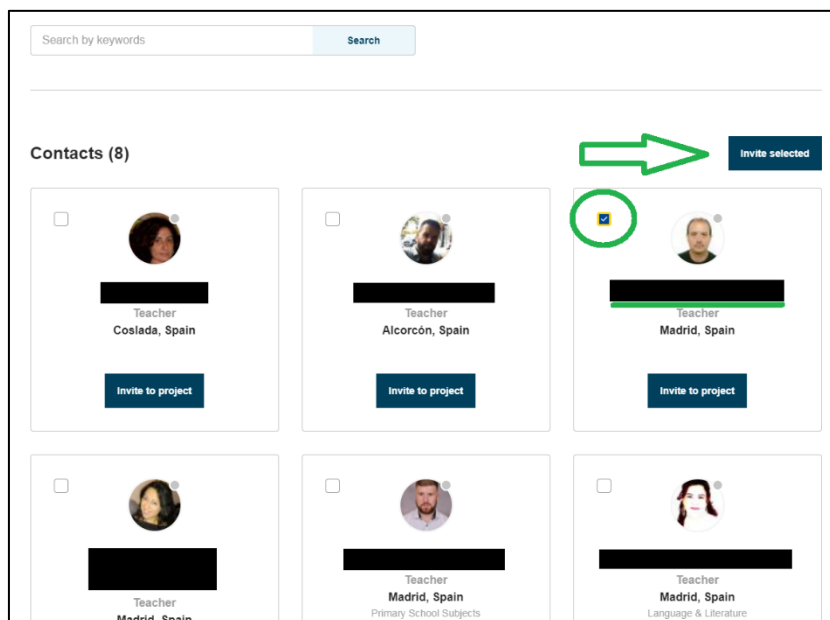 Search by keywords
Search
Contacts (8)
Invite selected
Teacher
Coslada, Spain
Invite to project
Teacher
Alcorcón, Spain
Invite to project
Teacher
Madrid, Spain
Invite to project
Teacher
Madrid, Spain
Teacher
Madrid, Spain
Primary School Subjects
Teacher
Madrid, Spain
Language & Literature